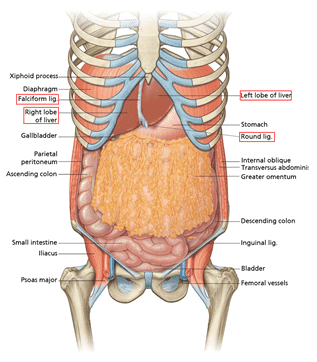 Xiphoid process
Diaphragm
Falciform lig.
Right lobe
of liver
Gallbladder
Parietal
peritoneum
Ascending colon
Small intestine
Iliacus
Psoas major
Left lobe of liver
Stomach
Round lig.
Internal oblique
Transversus abdominis
Greater omentum
Descending colon
Inguinal lig.
Bladder
Femoral vessels